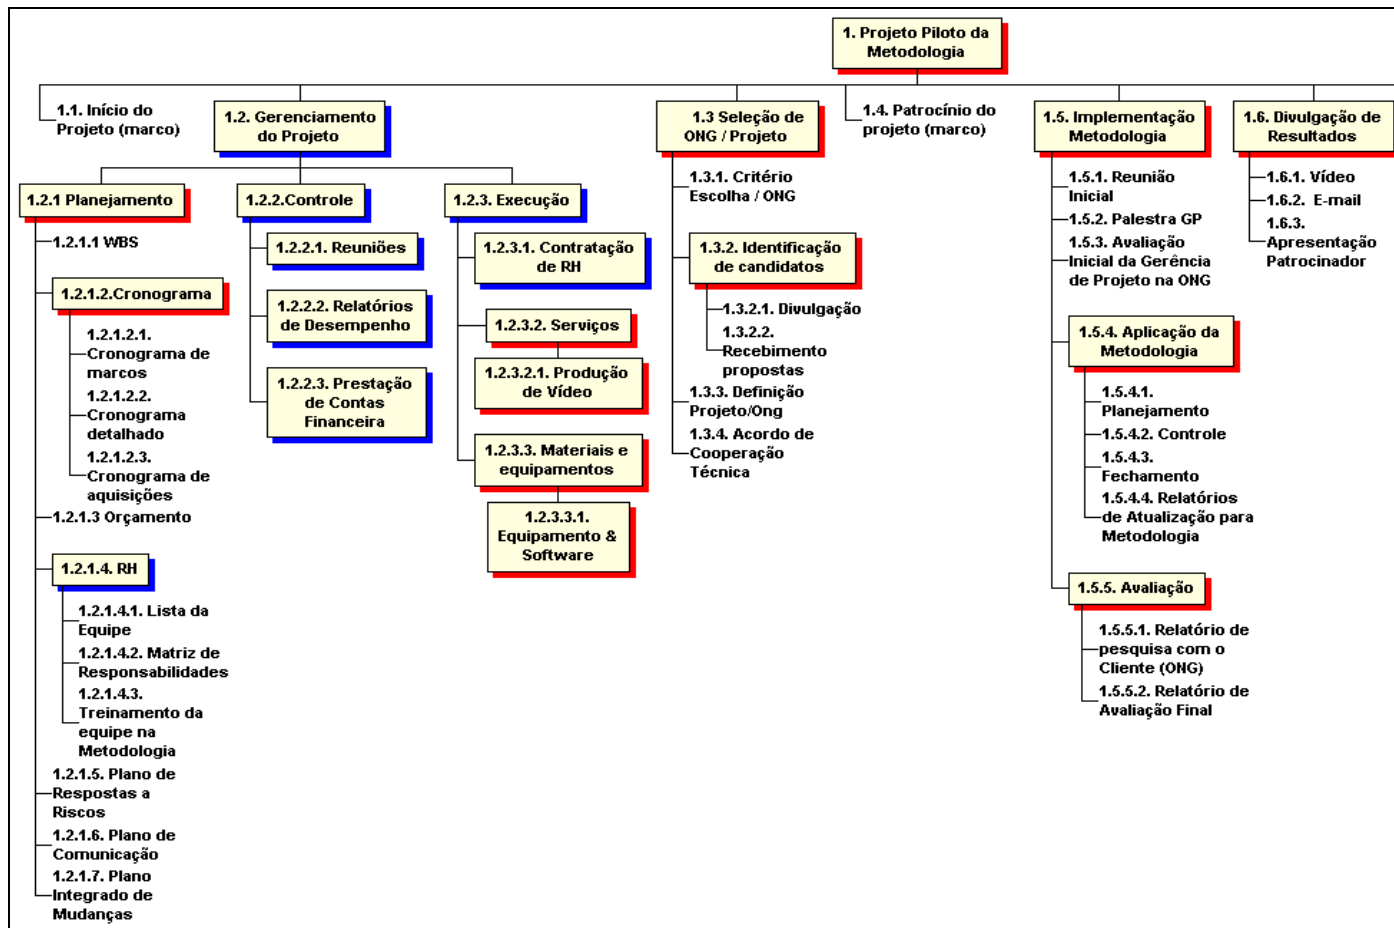 1. Projeto Piloto da
Metodologia
1.1. Início do
Projeto (marco)
1.2. Gerenciamento
do Projeto
1.2.1 Planejamento
1.2.1.1 WBS
1.2.1.2.Cronograma
1.2.1.2.1.
Cronograma de
marcos
1.2.1.2.2.
Cronograma
detalhado
1.2.1.2.3.
Cronograma de
aquisições
1.2.1.3 Orçamento
1.2.1.4. RH
1.2.1.4.1. Lista da
Equipe
1.2.1.4.2. Matriz de
Responsabilidades
1.2.1.4.3.
Treinamento da
equipe na
Metodologia
1.2.1.5. Plano de
Respostas a
Riscos
1.2.1.6. Plano de
Comunicação
1.2.1.7. Plano
Integrado de
Mudanças
1.2.2.Controle
1.2.2.1. Reuniões
1.2.2.2. Relatórios
de Desempenho
1.2.2.3. Prestação
de Contas
Financeira
1.2.3. Execução
1.2.3.1. Contratação
de RH
1.2.3.2. Serviços
1.2.3.2.1. Produção
de Vídeo
1.2.3.3. Materiais e
equipamentos
1.2.3.3.1.
Equipamento &
Software
1.3 Seleção de
ONG / Projeto
1.3.1. Critério
Escolha / ONG
1.3.2. Identificação
de candidatos
1.3.2.1. Divulgação
1.3.2.2.
Recebimento
propostas
1.3.3. Definição
Projeto/Ong
1.3.4. Acordo de
Cooperação
Técnica
1.4. Patrocínio do
projeto (marco)
1.5. Implementação
Metodologia
1.5.1. Reunião
Inicial
1.5.2. Palestra GP
1.5.3. Avaliação
Inicial da Gerência
de Projeto na ONG
1.5.4. Aplicação da
Metodologia
1.5.4.1.
Planejamento
1.5.4.2. Controle
1.5.4.3.
Fechamento
1.5.4.4. Relatórios
de Atualização para
Metodologia
1.5.5. Avaliação
1.5.5.1. Relatório de
pesquisa com o
Cliente (ONG)
1.5.5.2. Relatório de
Avaliação Final
1.6. Divulgação de
Resultados
1.6.1. Vídeo
1.6.2. E-mail
1.6.3.
Apresentação
Patrocinador